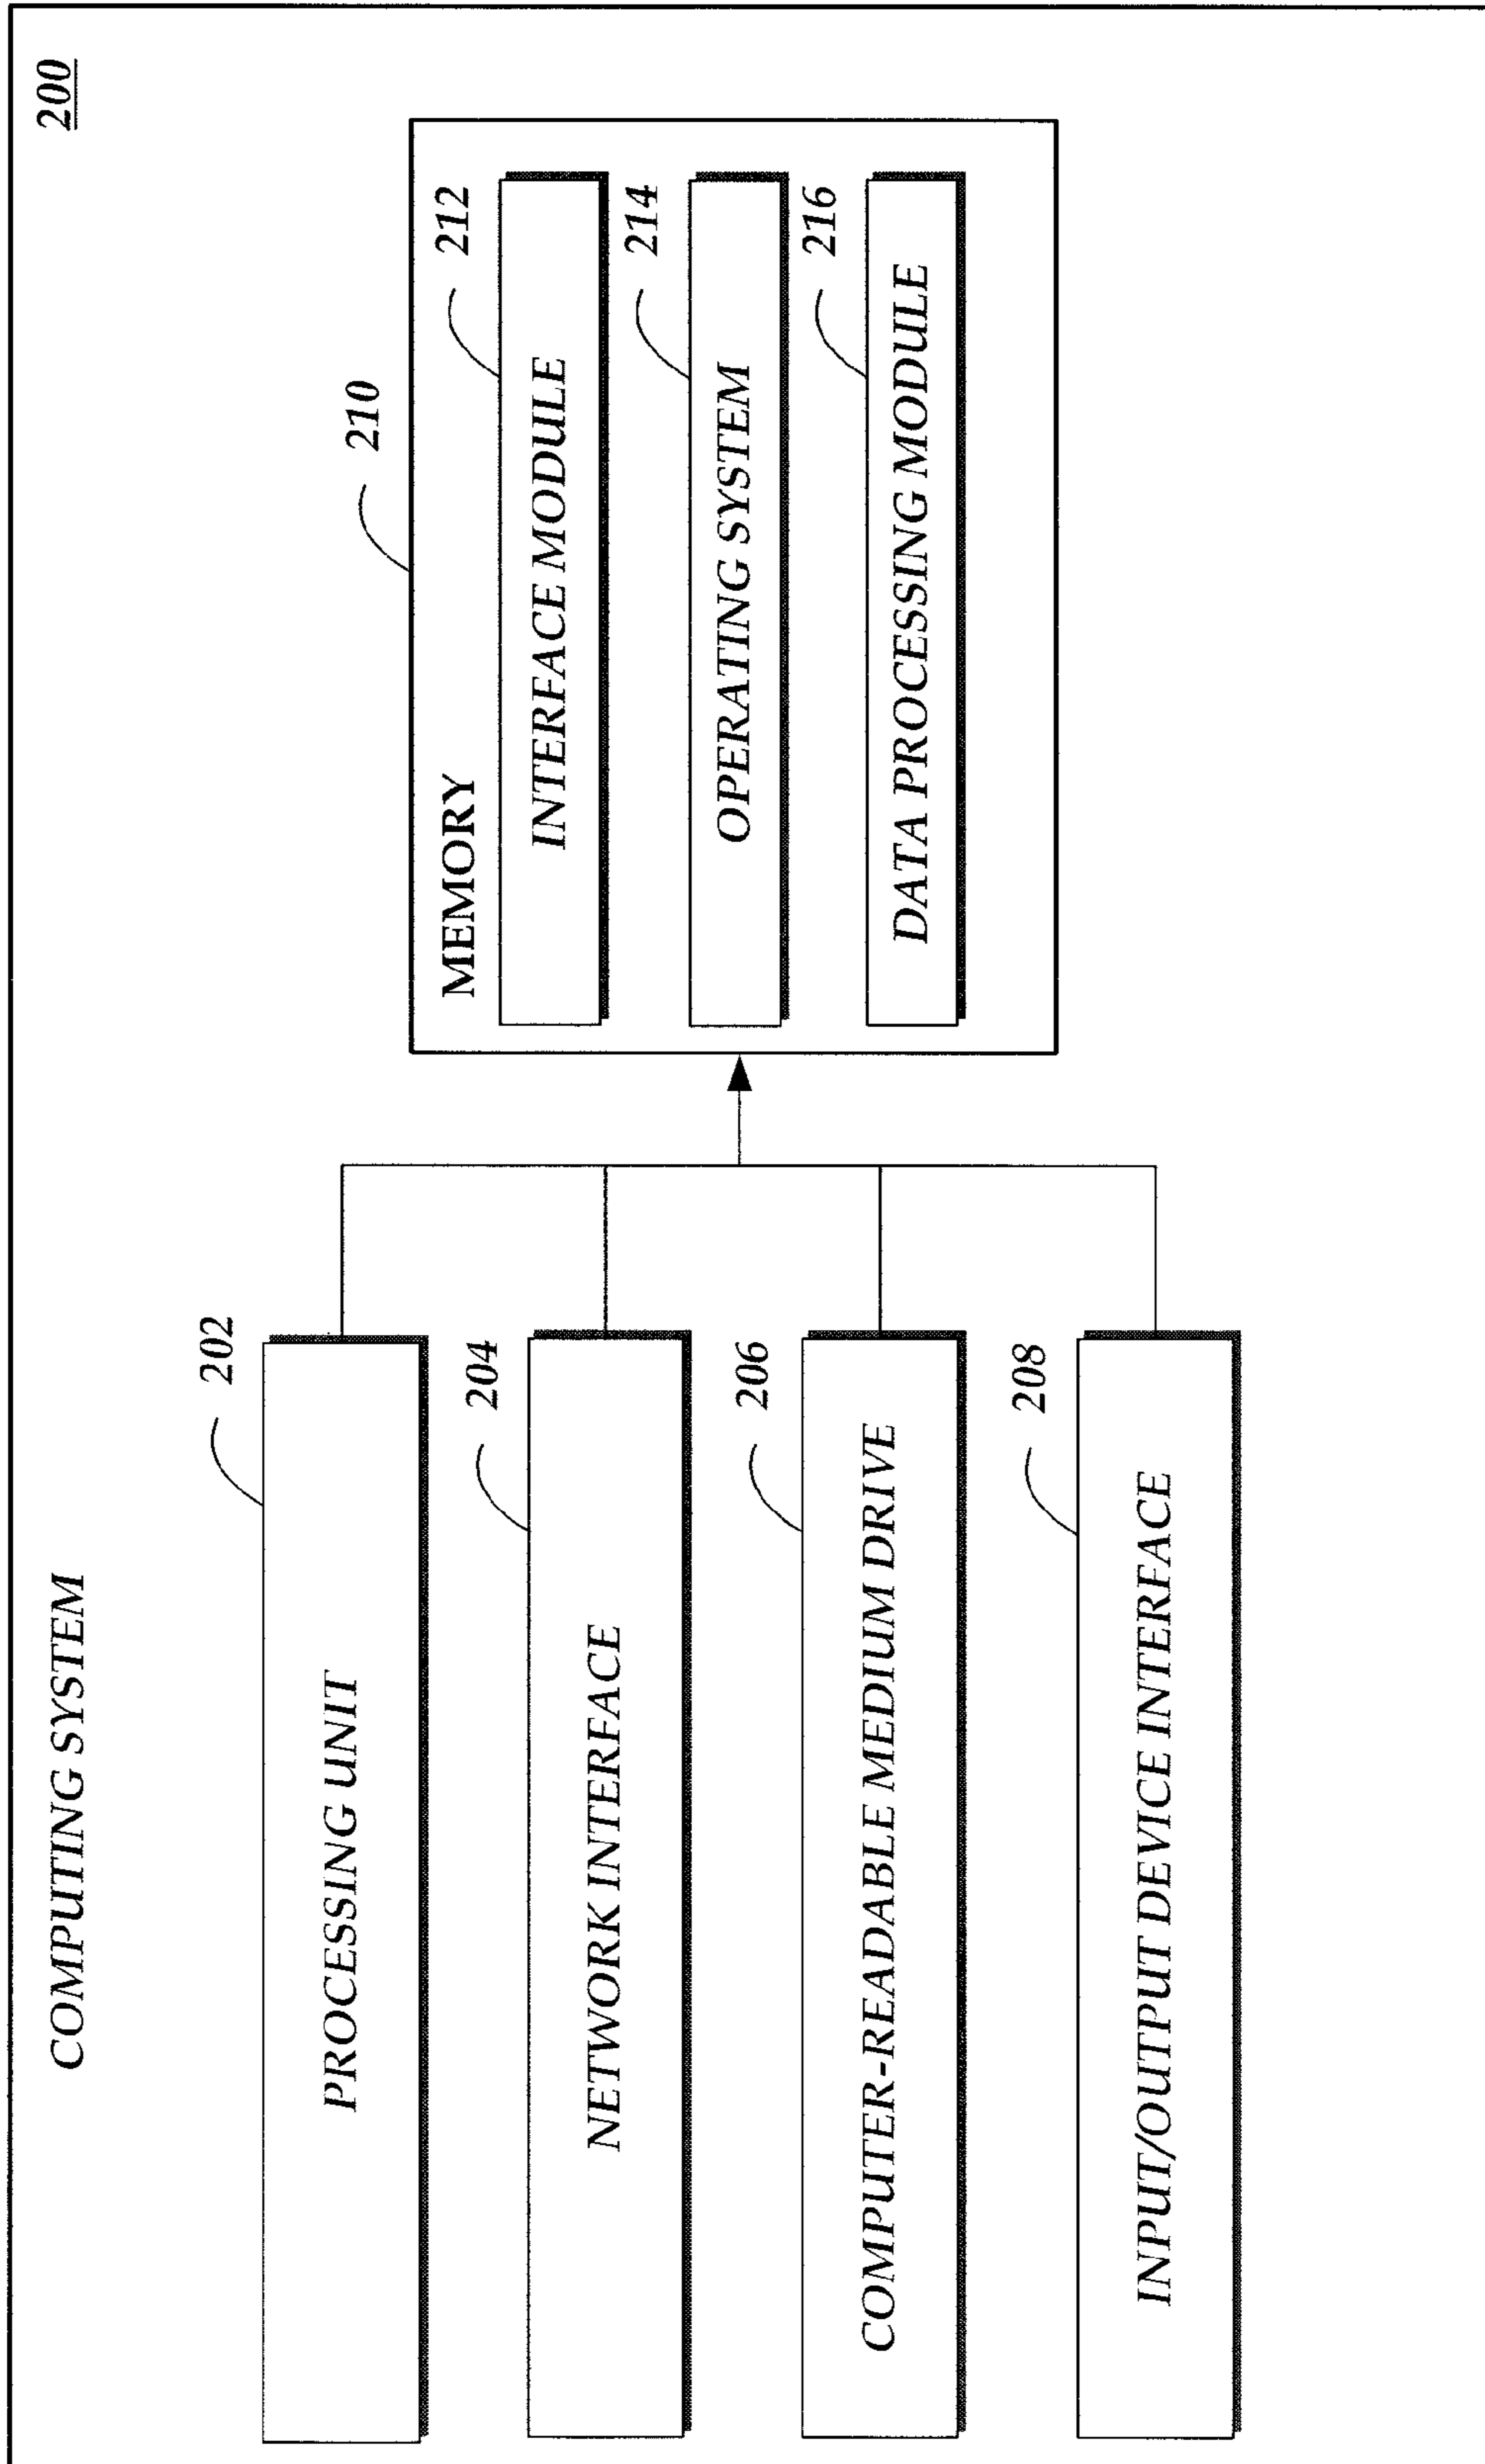 COMPUTING SYSTEM
200
202
PROCESSING UNIT
204
NETWORK INTERFACE
206
COMPUTER-READABLE MEDIUM DRIVE
208
INPUT/OUTPUT DEVICE INTERFACE
210
MEMORY
212
INTERFACE MODULE
214
OPERATING SYSTEM
216
DATA PROCESSING MODULE